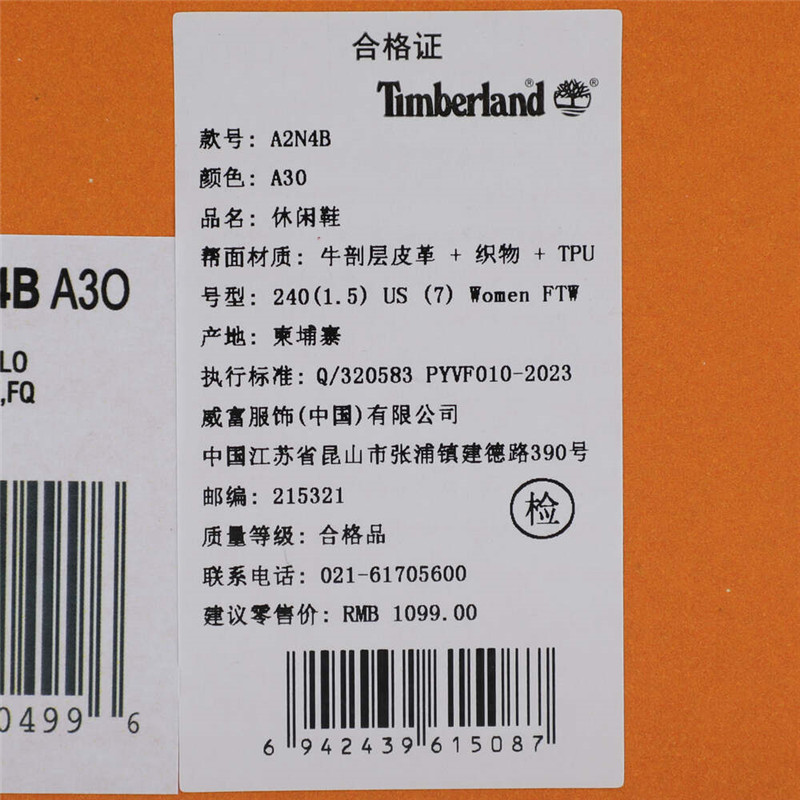 合格证
Timberland® ®
款号: A2N4B
颜色: A30
品名: 休闲鞋
帮面材质: 牛剖层皮革 + 织物 + TPU
号型: 240(1.5) US (7) Women FTW
产地: 柬埔寨
执行标准: Q/320583 PYVF010-2023
威富服饰(中国)有限公司
中国江苏省昆山市张浦镇建德路390号
邮编: 215321
检
质量等级: 合格品
联系电话: 021-61705600
建议零售价: RMB 1099.00
6 942439 615087
4B A30
LO
,FQ
0499 6